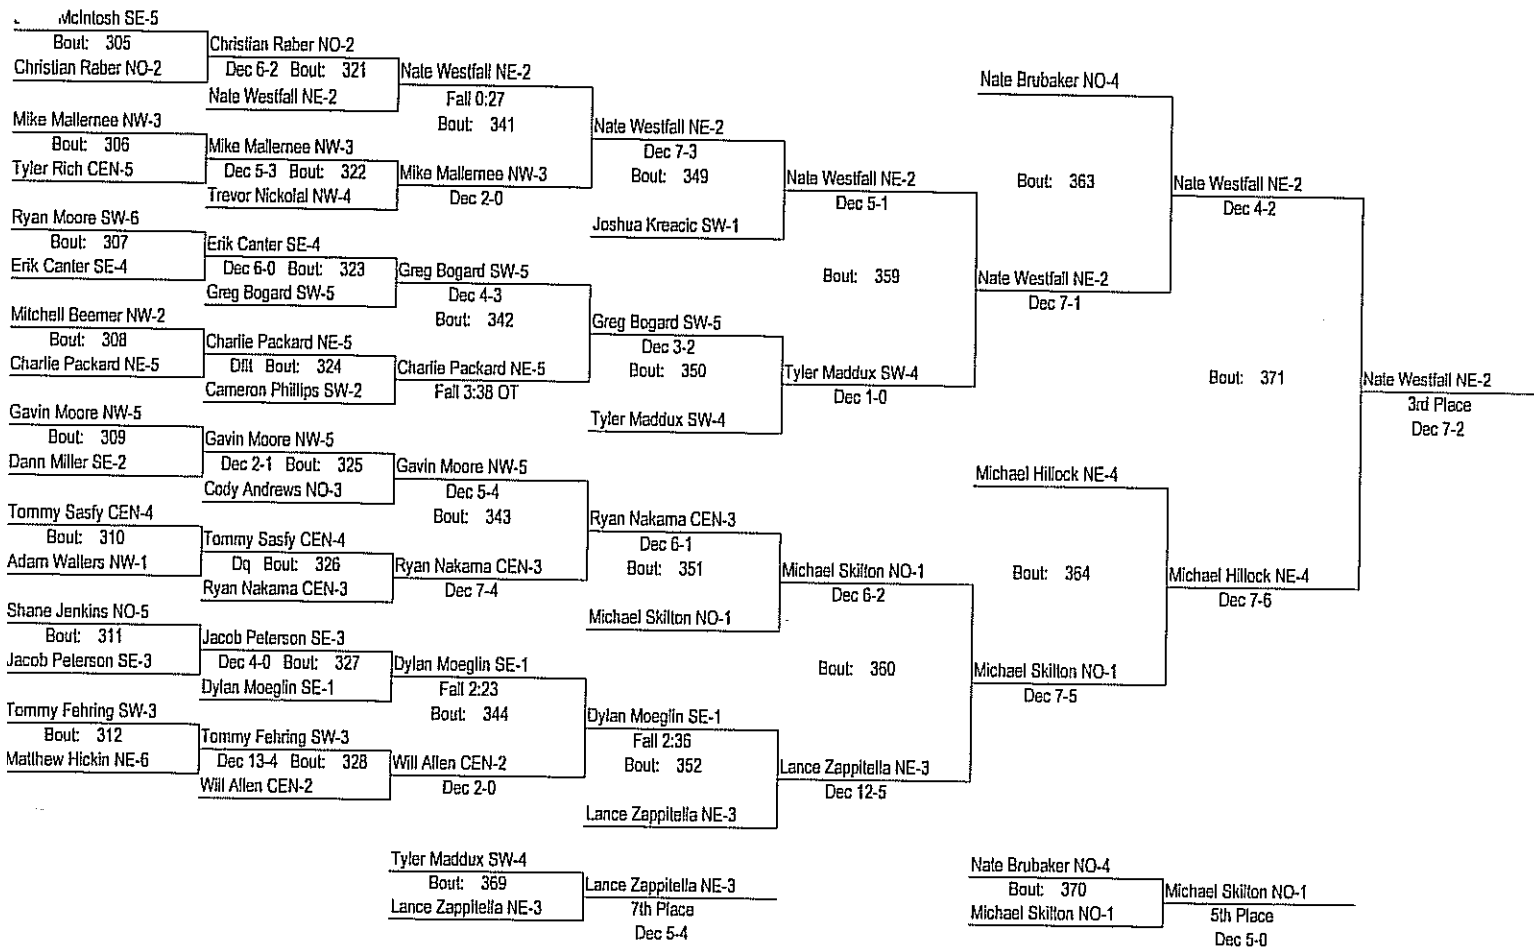 McIntosh SE-5
Bout: 305
Christian Raber NO-2
Christian Raber NO-2
Dec 6-2 Bout: 321
Nate Westfall NE-2
Nate Westfall NE-2
Fall 0:27
Bout: 341
Mike Mallernee NW-3
Bout: 306
Tyler Rich CEN-5
Mike Mallernee NW-3
Dec 5-3 Bout: 322
Trevor Nickofal NW-4
Mike Mallernee NW-3
Dec 2-0
Nate Westfall NE-2
Dec 7-3
Bout: 349
Joshua Kreacic SW-1
Nate Westfall NE-2
Dec 5-1
Bout: 359
Ryan Moore SW-6
Bout: 307
Erik Canter SE-4
Erik Canter SE-4
Dec 6-0 Bout: 323
Greg Bogard SW-5
Greg Bogard SW-5
Dec 4-3
Bout: 342
Mitchell Beemer NW-2
Bout: 308
Charlie Packard NE-5
Charlie Packard NE-5
Dflt Bout: 324
Cameron Phillips SW-2
Charlie Packard NE-5
Fall 3:38 OT
Greg Bogard SW-5
Dec 3-2
Bout: 350
Tyler Maddux SW-4
Tyler Maddux SW-4
Dec 1-0
Nate Westfall NE-2
Dec 7-1
Nate Brubaker NO-4
Bout: 363
Nate Westfall NE-2
Dec 4-2
Bout: 371
Nate Westfall NE-2
3rd Place
Dec 7-2
Gavin Moore NW-5
Bout: 309
Dann Miller SE-2
Gavin Moore NW-5
Dec 2-1 Bout: 325
Cody Andrews NO-3
Gavin Moore NW-5
Dec 5-4
Bout: 343
Tommy Sasfy CEN-4
Bout: 310
Adam Walters NW-1
Tommy Sasfy CEN-4
Dq Bout: 326
Ryan Nakama CEN-3
Ryan Nakama CEN-3
Dec 7-4
Ryan Nakama CEN-3
Dec 6-1
Bout: 351
Michael Skilton NO-1
Michael Skilton NO-1
Dec 6-2
Bout: 360
Shane Jenkins NO-5
Bout: 311
Jacob Peterson SE-3
Jacob Peterson SE-3
Dec 4-0 Bout: 327
Dylan Moeglin SE-1
Dylan Moeglin SE-1
Fall 2:23
Bout: 344
Tommy Fehring SW-3
Bout: 312
Matthew Hickin NE-6
Tommy Fehring SW-3
Dec 13-4 Bout: 328
Will Allen CEN-2
Will Allen CEN-2
Dec 2-0
Dylan Moeglin SE-1
Fall 2:36
Bout: 352
Lance Zappitella NE-3
Lance Zappitella NE-3
Dec 12-5
Michael Skilton NO-1
Dec 7-5
Michael Hillock NE-4
Bout: 364
Michael Hillock NE-4
Dec 7-6
Tyler Maddux SW-4
Bout: 369
Lance Zappitella NE-3
Lance Zappitella NE-3
7th Place
Dec 5-4
Nate Brubaker NO-4
Bout: 370
Michael Skilton NO-1
Michael Skilton NO-1
5th Place
Dec 5-0